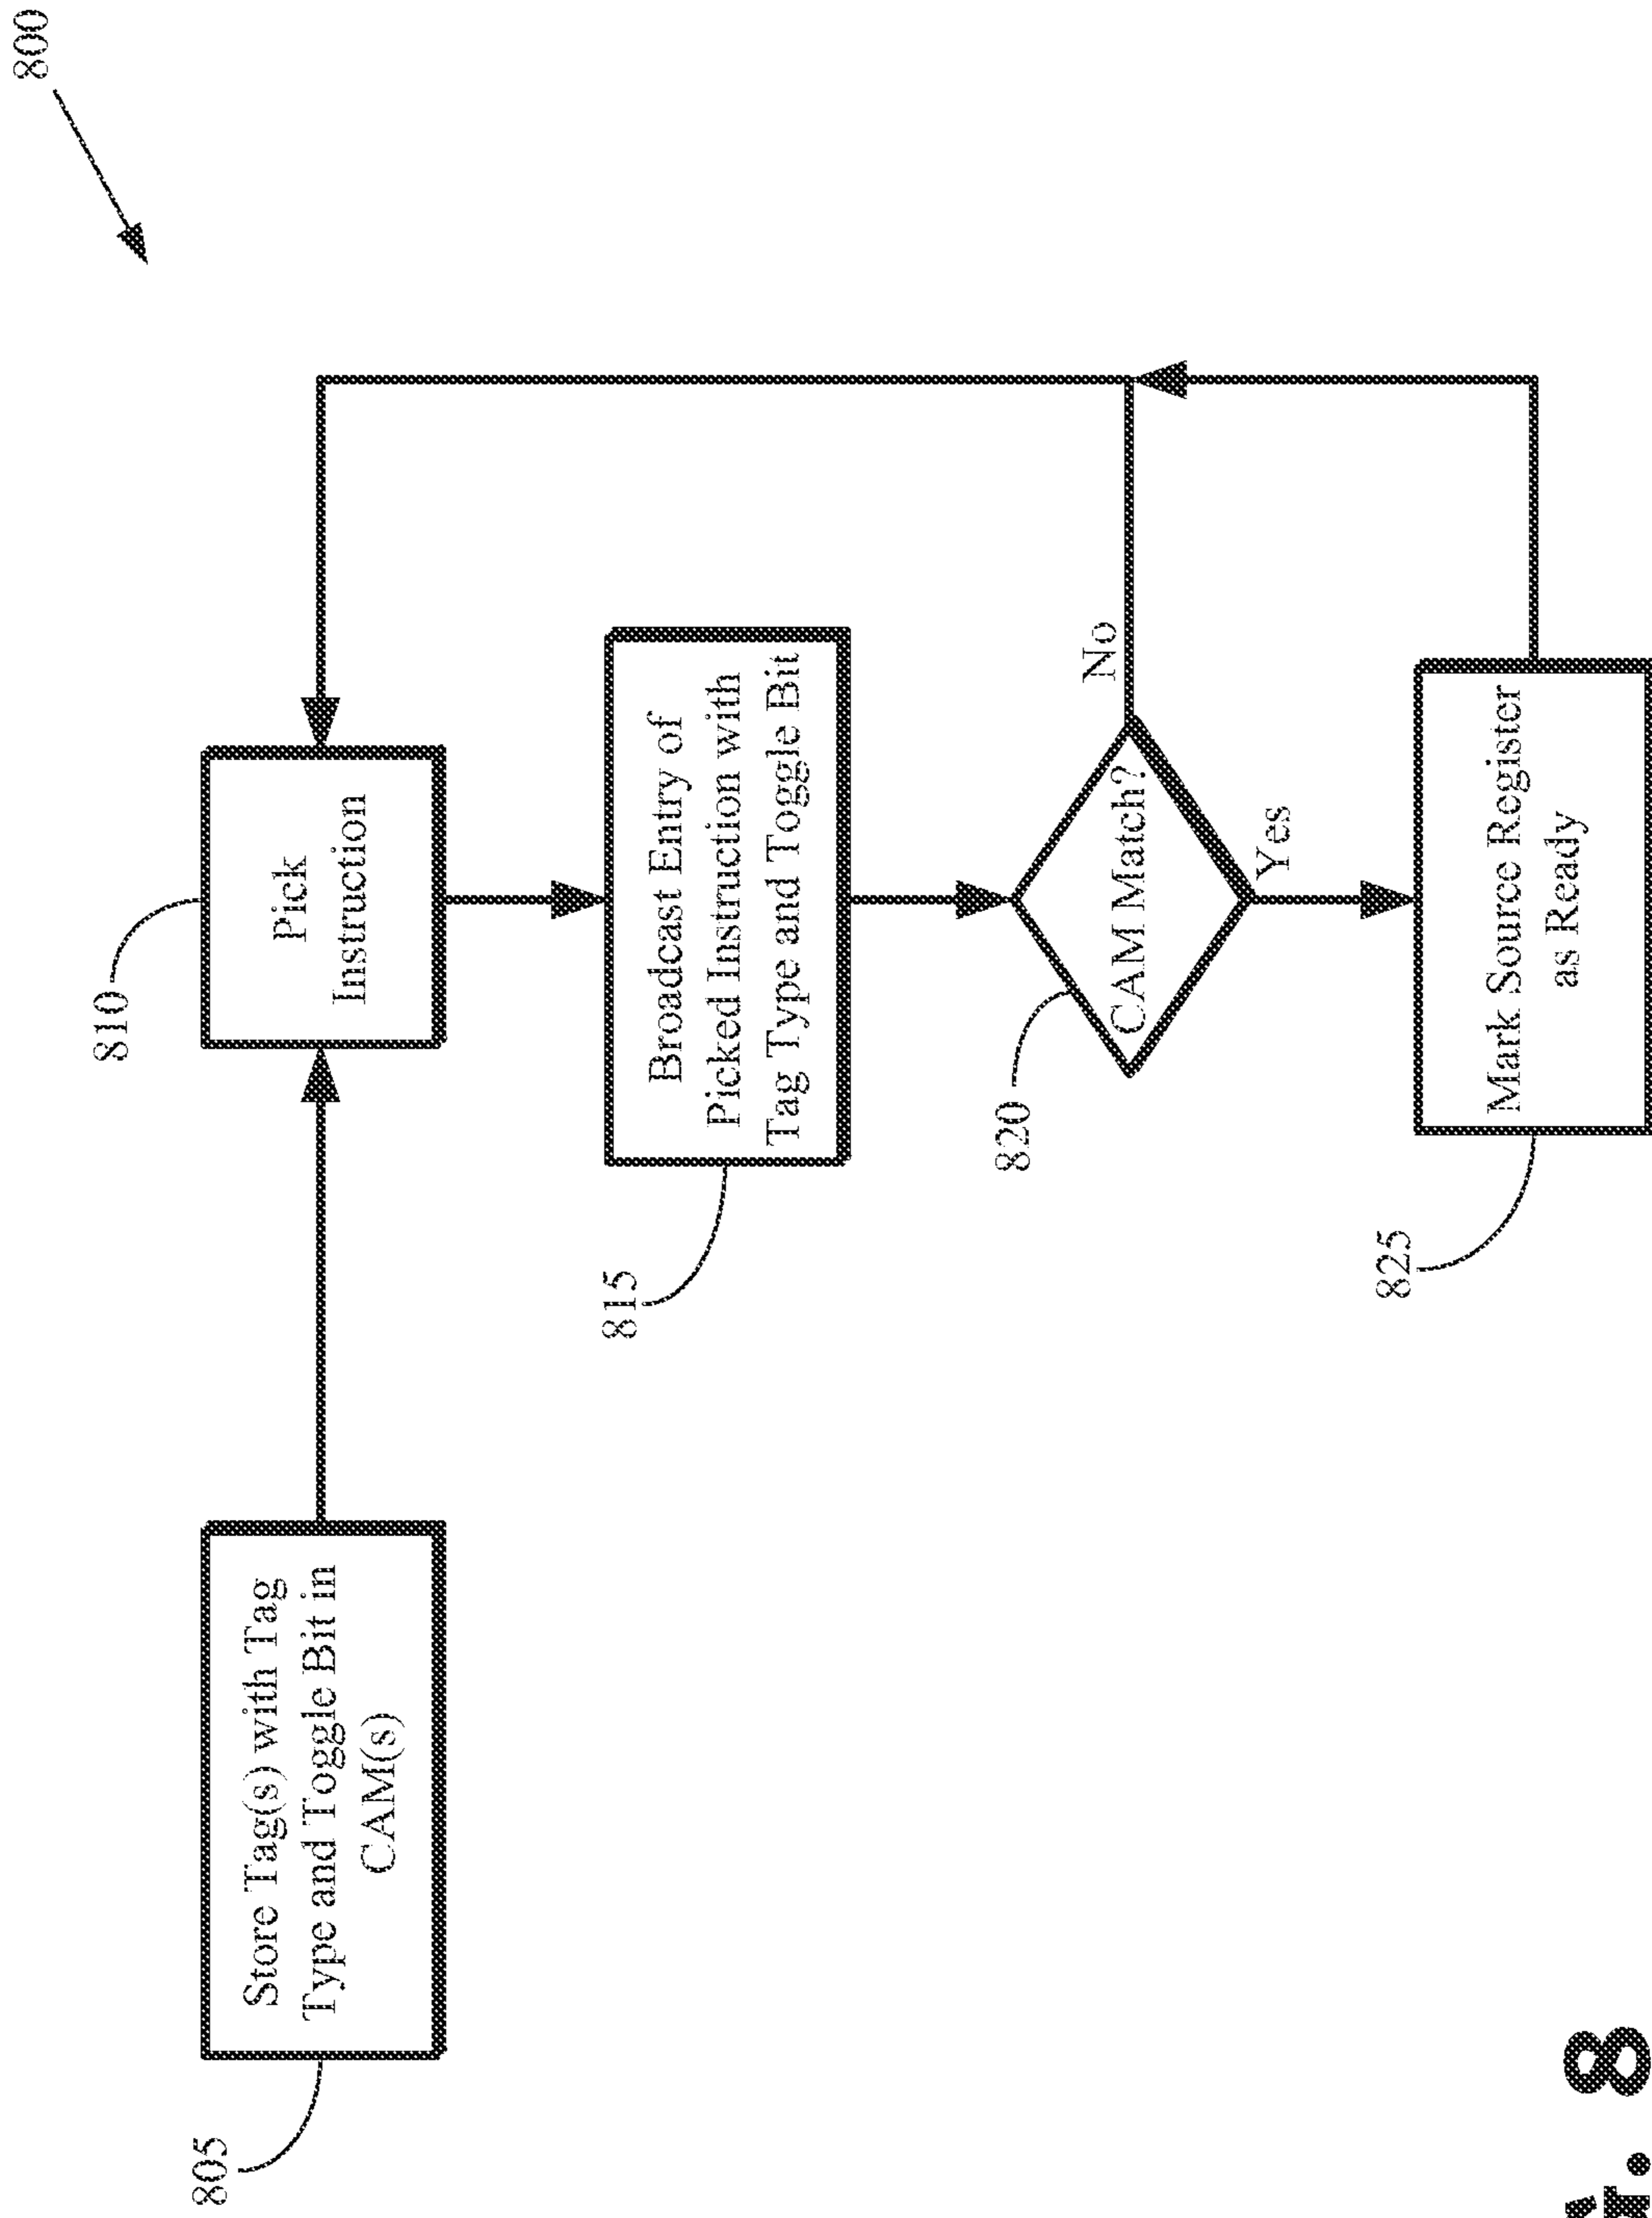 800
805
Store Tag(s) with Tag
Type and Toggle Bit in
CAM(s)
810
Pick
Instruction
815
Broadcast Entry of
Picked Instruction with
Tag Type and Toggle Bit
820
CAM Match?
No
Yes
825
Mark Source Register
as Ready
8